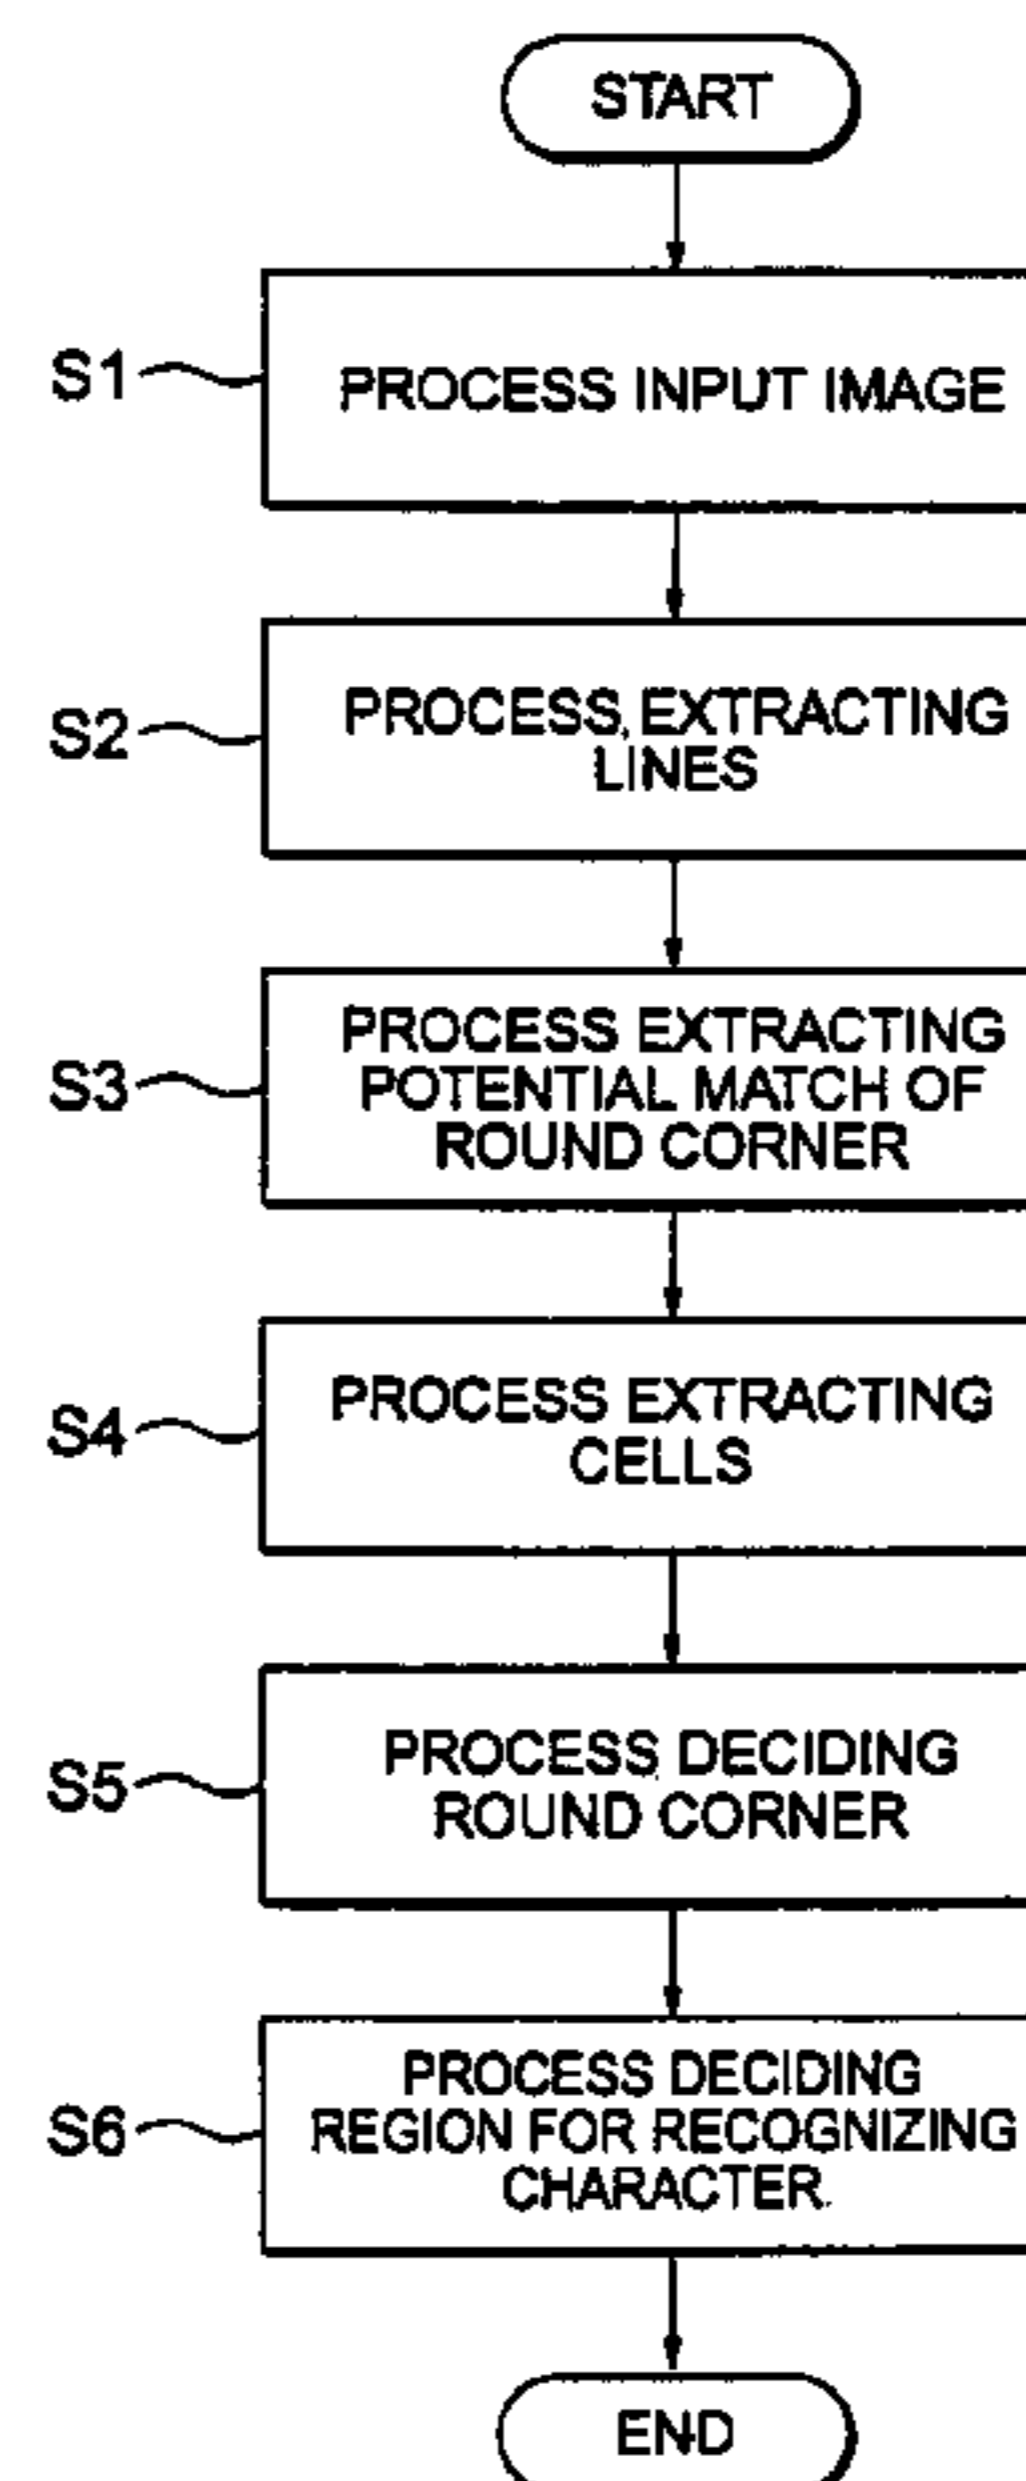 START
S1
PROCESS INPUT IMAGE
S2
PROCESS EXTRACTING
LINES
S3
PROCESS EXTRACTING
POTENTIAL MATCH OF
ROUND CORNER
S4
PROCESS EXTRACTING
CELLS
S5
PROCESS DECIDING
ROUND CORNER
S6
PROCESS DECIDING
REGION FOR RECOGNIZING
CHARACTER
END